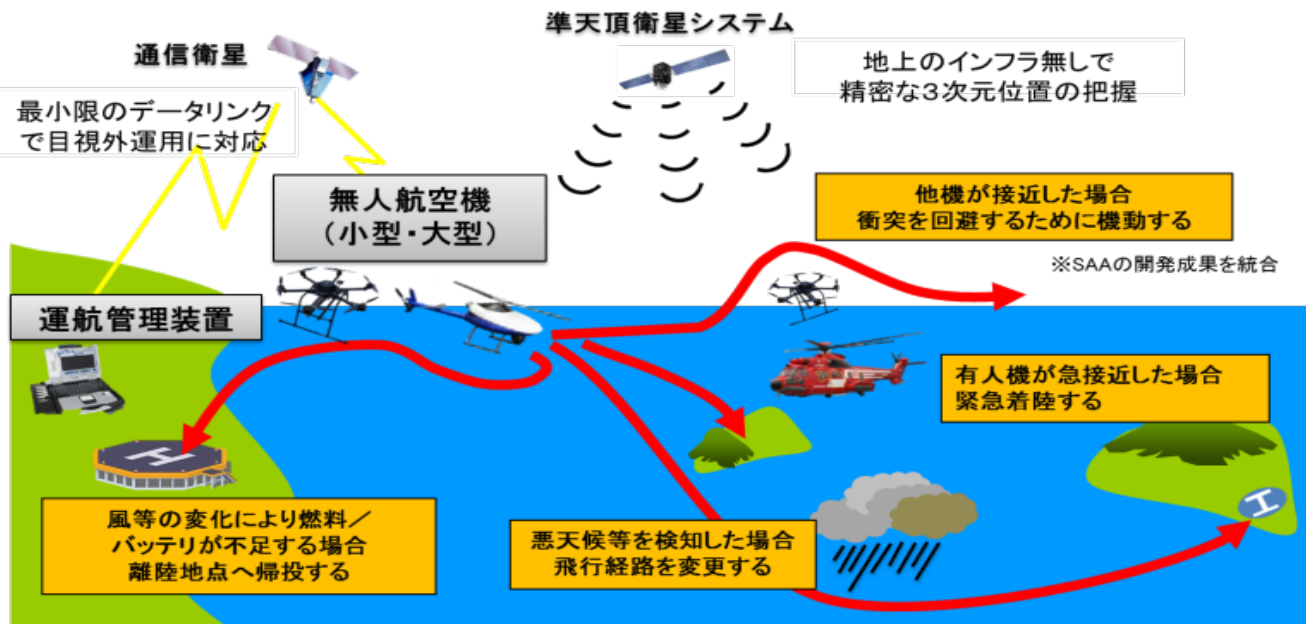 準天頂衛星システム
通信衛星
地上のインフラ無しで
精密な3次元位置の把握
最小限のデータリンク
で目視外運用に対応
無人航空機
（小型・大型）
他機が接近した場合
衝突を回避するために機動する
※SAAの開発成果を統合
運航管理装置
有人機が急接近した場合
緊急着陸する
H
H
風等の変化により燃料／
バッテリが不足する場合
離陸地点へ帰投する
悪天候等を検知した場合
飛行経路を変更する